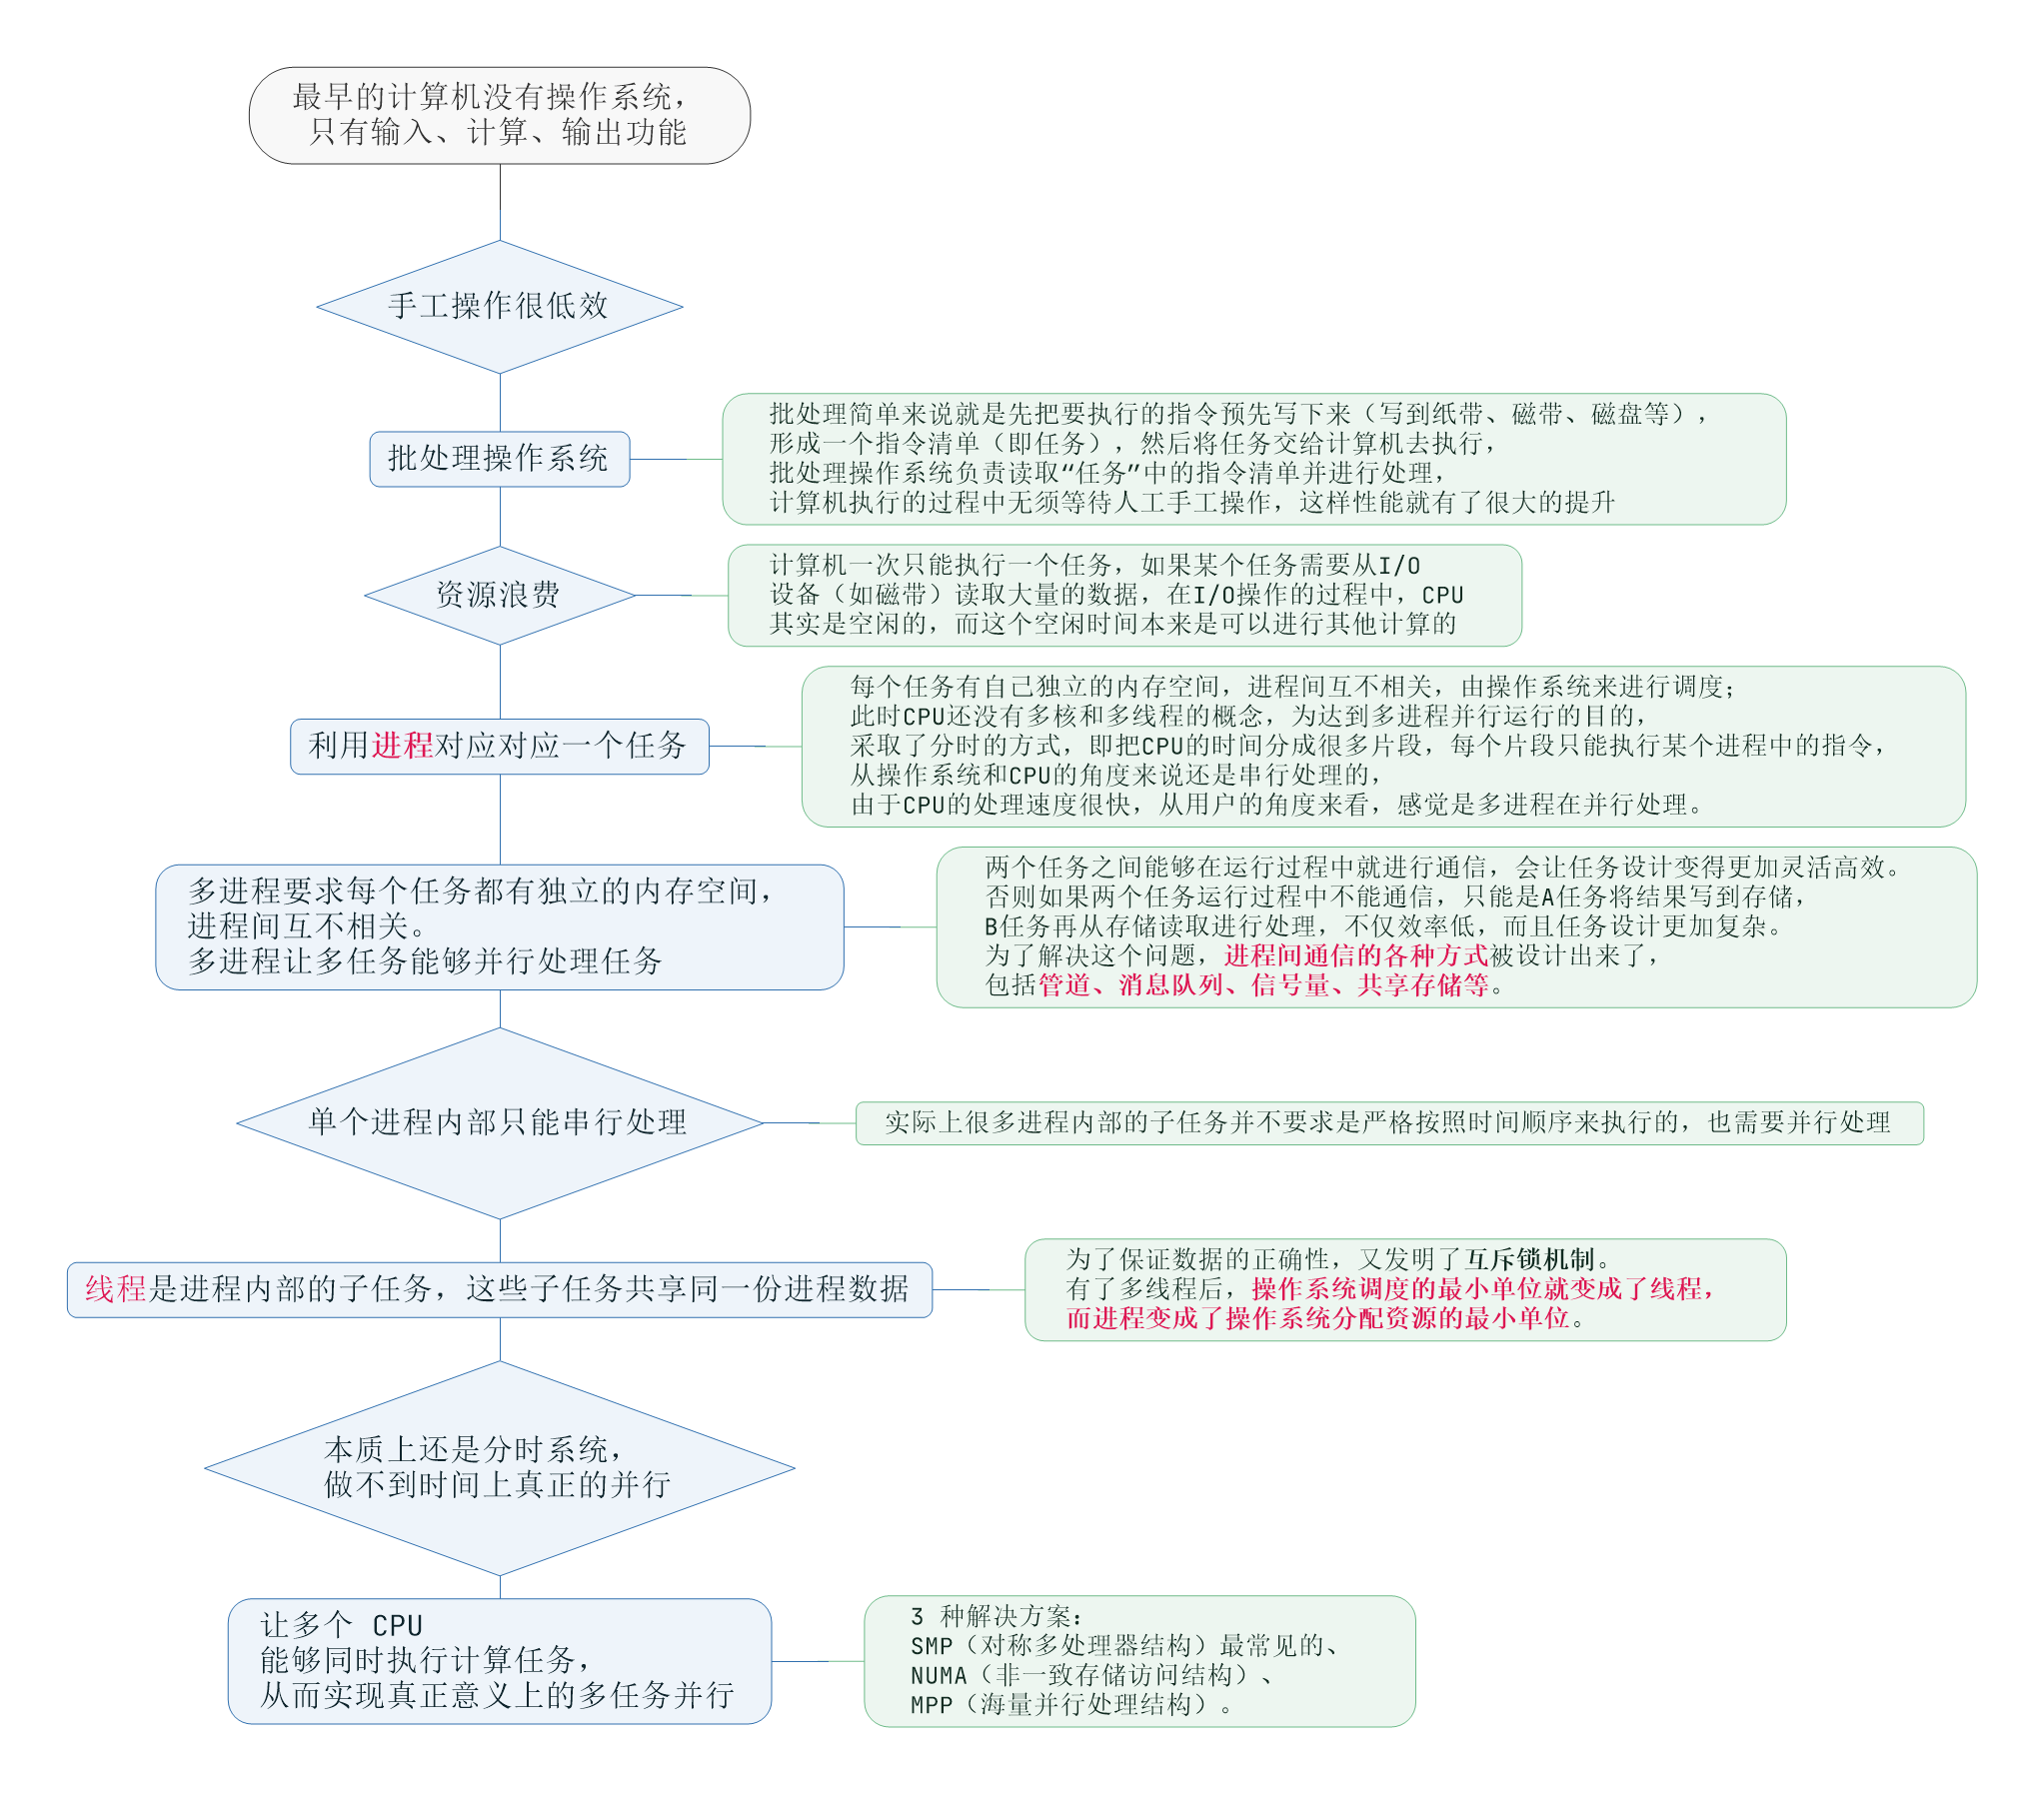 最早的计算机没有操作系统，
只有输入、计算、输出功能
手工操作很低效
批处理操作系统
批处理简单来说就是先把要执行的指令预先写下来（写到纸带、磁带、磁盘等），
形成一个指令清单（即任务），然后将任务交给计算机去执行，
批处理操作系统负责读取“任务”中的指令清单并进行处理，
计算机执行的过程中无须等待人工手工操作，这样性能就有了很大的提升
资源浪费
计算机一次只能执行一个任务，如果某个任务需要从I/O
设备（如磁带）读取大量的数据，在I/O操作的过程中，CPU
其实是空闲的，而这个空闲时间本来是可以进行其他计算的
利用进程对应对应一个任务
每个任务有自己独立的内存空间，进程间互不相关，由操作系统来进行调度；
此时CPU还没有多核和多线程的概念，为达到多进程并行运行的目的，
采取了分时的方式，即把CPU的时间分成很多片段，每个片段只能执行某个进程中的指令，
从操作系统和CPU的角度来说还是串行处理的，
由于CPU的处理速度很快，从用户的角度来看，感觉是多进程在并行处理。
多进程要求每个任务都有独立的内存空间，
进程间互不相关。
多进程让多任务能够并行处理任务
两个任务之间能够在运行过程中就进行通信，会让任务设计变得更加灵活高效。
否则如果两个任务运行过程中不能通信，只能是A任务将结果写到存储，
B任务再从存储读取进行处理，不仅效率低，而且任务设计更加复杂。
为了解决这个问题，进程间通信的各种方式被设计出来了，
包括管道、消息队列、信号量、共享存储等。
单个进程内部只能串行处理
实际上很多进程内部的子任务并不要求是严格按照时间顺序来执行的，也需要并行处理
线程是进程内部的子任务，这些子任务共享同一份进程数据
为了保证数据的正确性，又发明了互斥锁机制。
有了多线程后，操作系统调度的最小单位就变成了线程，
而进程变成了操作系统分配资源的最小单位。
本质上还是分时系统，
做不到时间上真正的并行
让多个 CPU
能够同时执行计算任务，
从而实现真正意义上的多任务并行
3 种解决方案：
SMP（对称多处理器结构）最常见的、
NUMA（非一致存储访问结构）、
MPP（海量并行处理结构）。